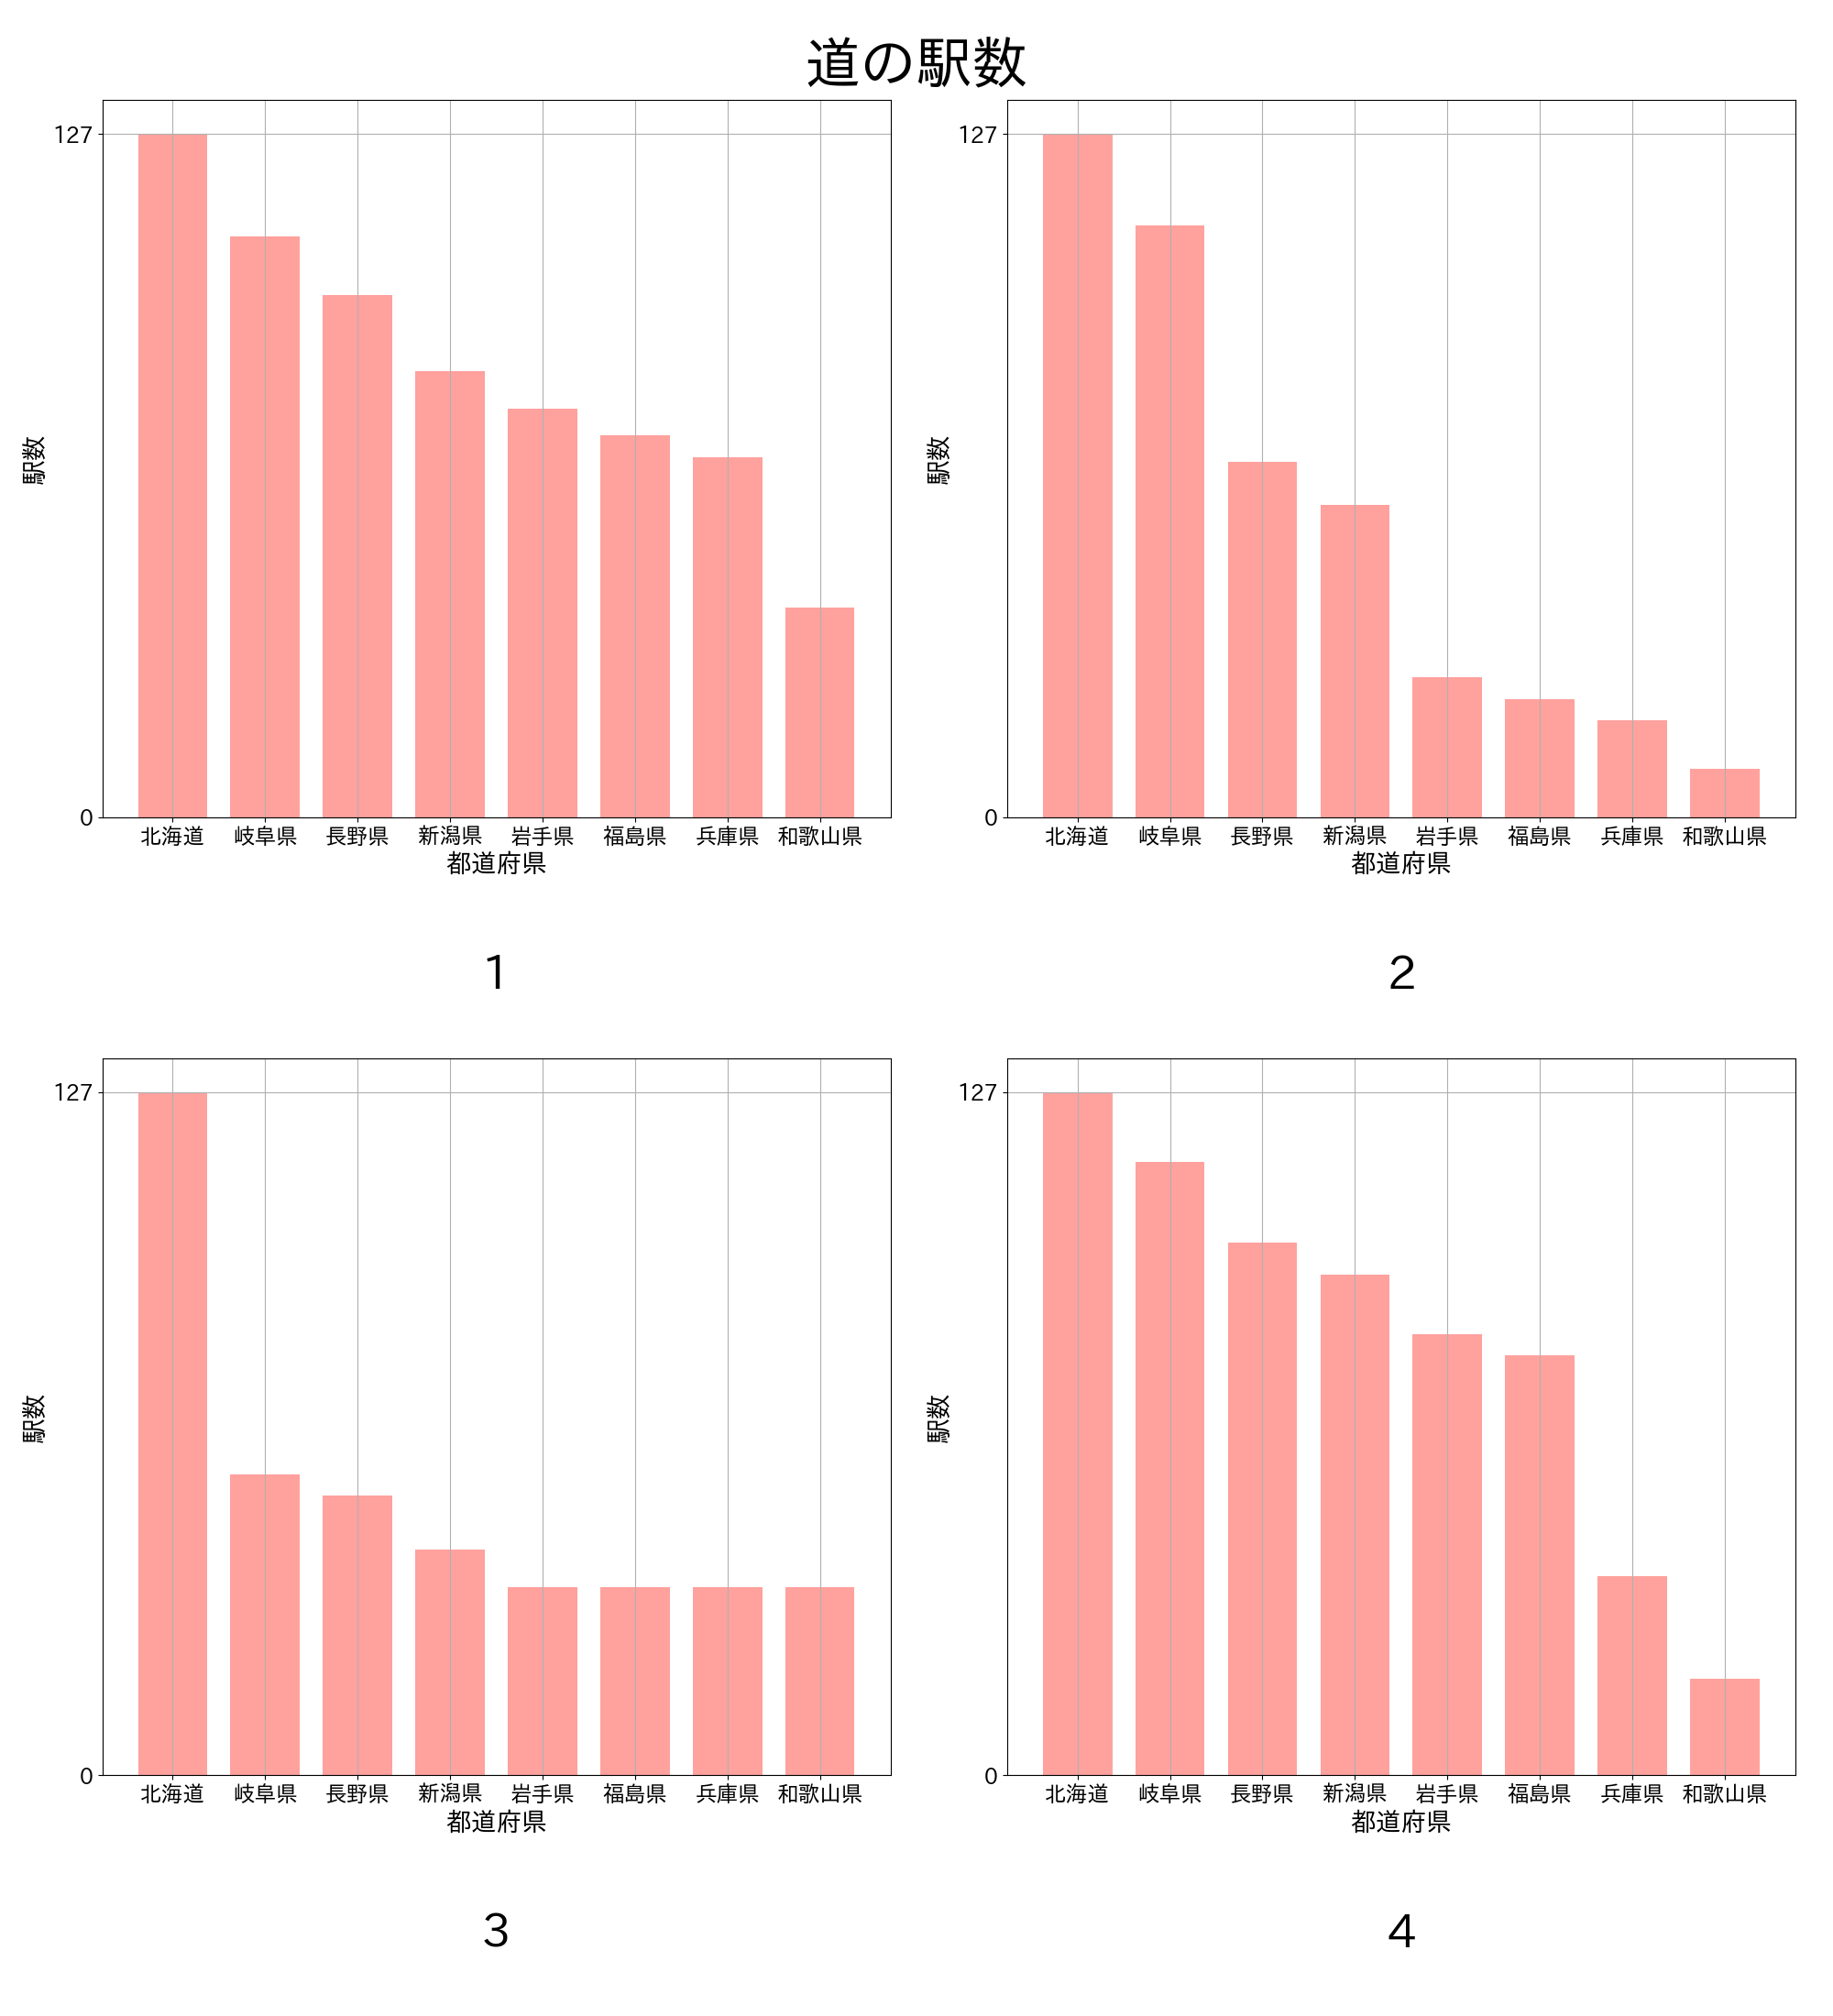 道の駅数
127
0
駅数
北海道 岐阜県 長野県 新潟県 岩手県 福島県 兵庫県 和歌山県
都道府県
1
127
0
駅数
北海道 岐阜県 長野県 新潟県 岩手県 福島県 兵庫県 和歌山県
都道府県
2
127
0
駅数
北海道 岐阜県 長野県 新潟県 岩手県 福島県 兵庫県 和歌山県
都道府県
3
127
0
駅数
北海道 岐阜県 長野県 新潟県 岩手県 福島県 兵庫県 和歌山県
都道府県
4